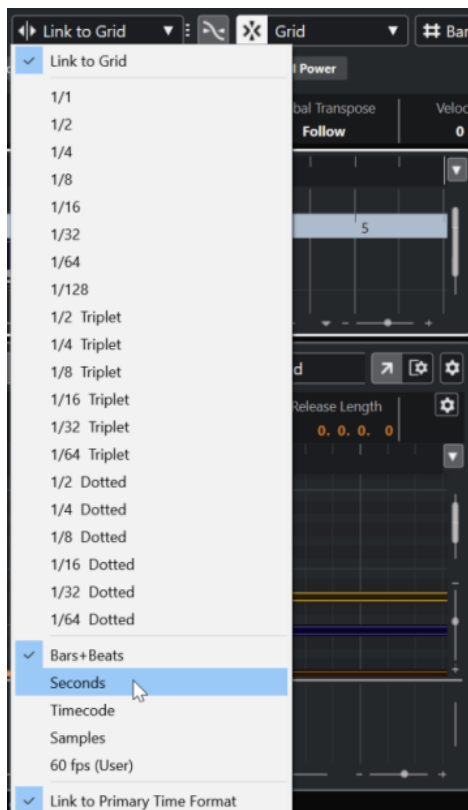 Link to Grid
Grid
Bar
Link to Grid
Power
1/1
1/2
bal Transpose
Veloc
1/4
Follow
0
1/8
1/16
1/32
5
1/64
1/128
1/2 Triplet
1/4 Triplet
1/8 Triplet
d
1/16 Triplet
Release Length
1/32 Triplet
0. 0. 0. 0
1/64 Triplet
1/2 Dotted
1/4 Dotted
1/8 Dotted
1/16 Dotted
1/32 Dotted
1/64 Dotted
Bars+Beats
Seconds
Timecode
Samples
60 fps (User)
Link to Primary Time Format